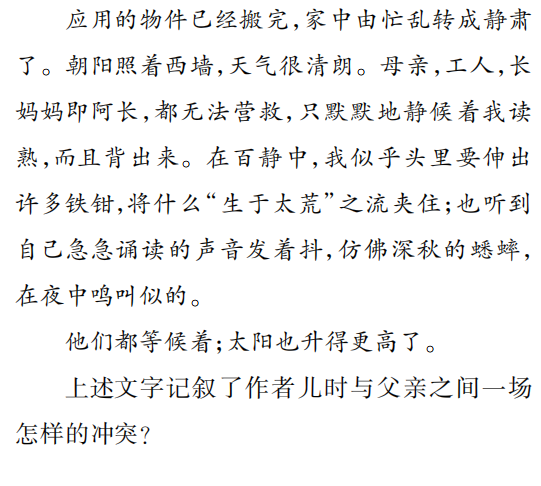 应用的物件已经搬完,家中由忙乱转成静肃
了。朝阳照着西墙,天气很清朗。母亲,工人,长
妈妈即阿长,都无法营救,只默默地静候着我读
熟,而且背出来。在百静中,我似乎头里要伸出
许多铁钳,将什么“生于太荒”之流夹住;也听到
自己急急诵读的声音发着抖,仿佛深秋的蟋蟀,
在夜中鸣叫似的。
他们都等候着;太阳也升得更高了。
上述文字记叙了作者儿时与父亲之间一场
怎样的冲突?